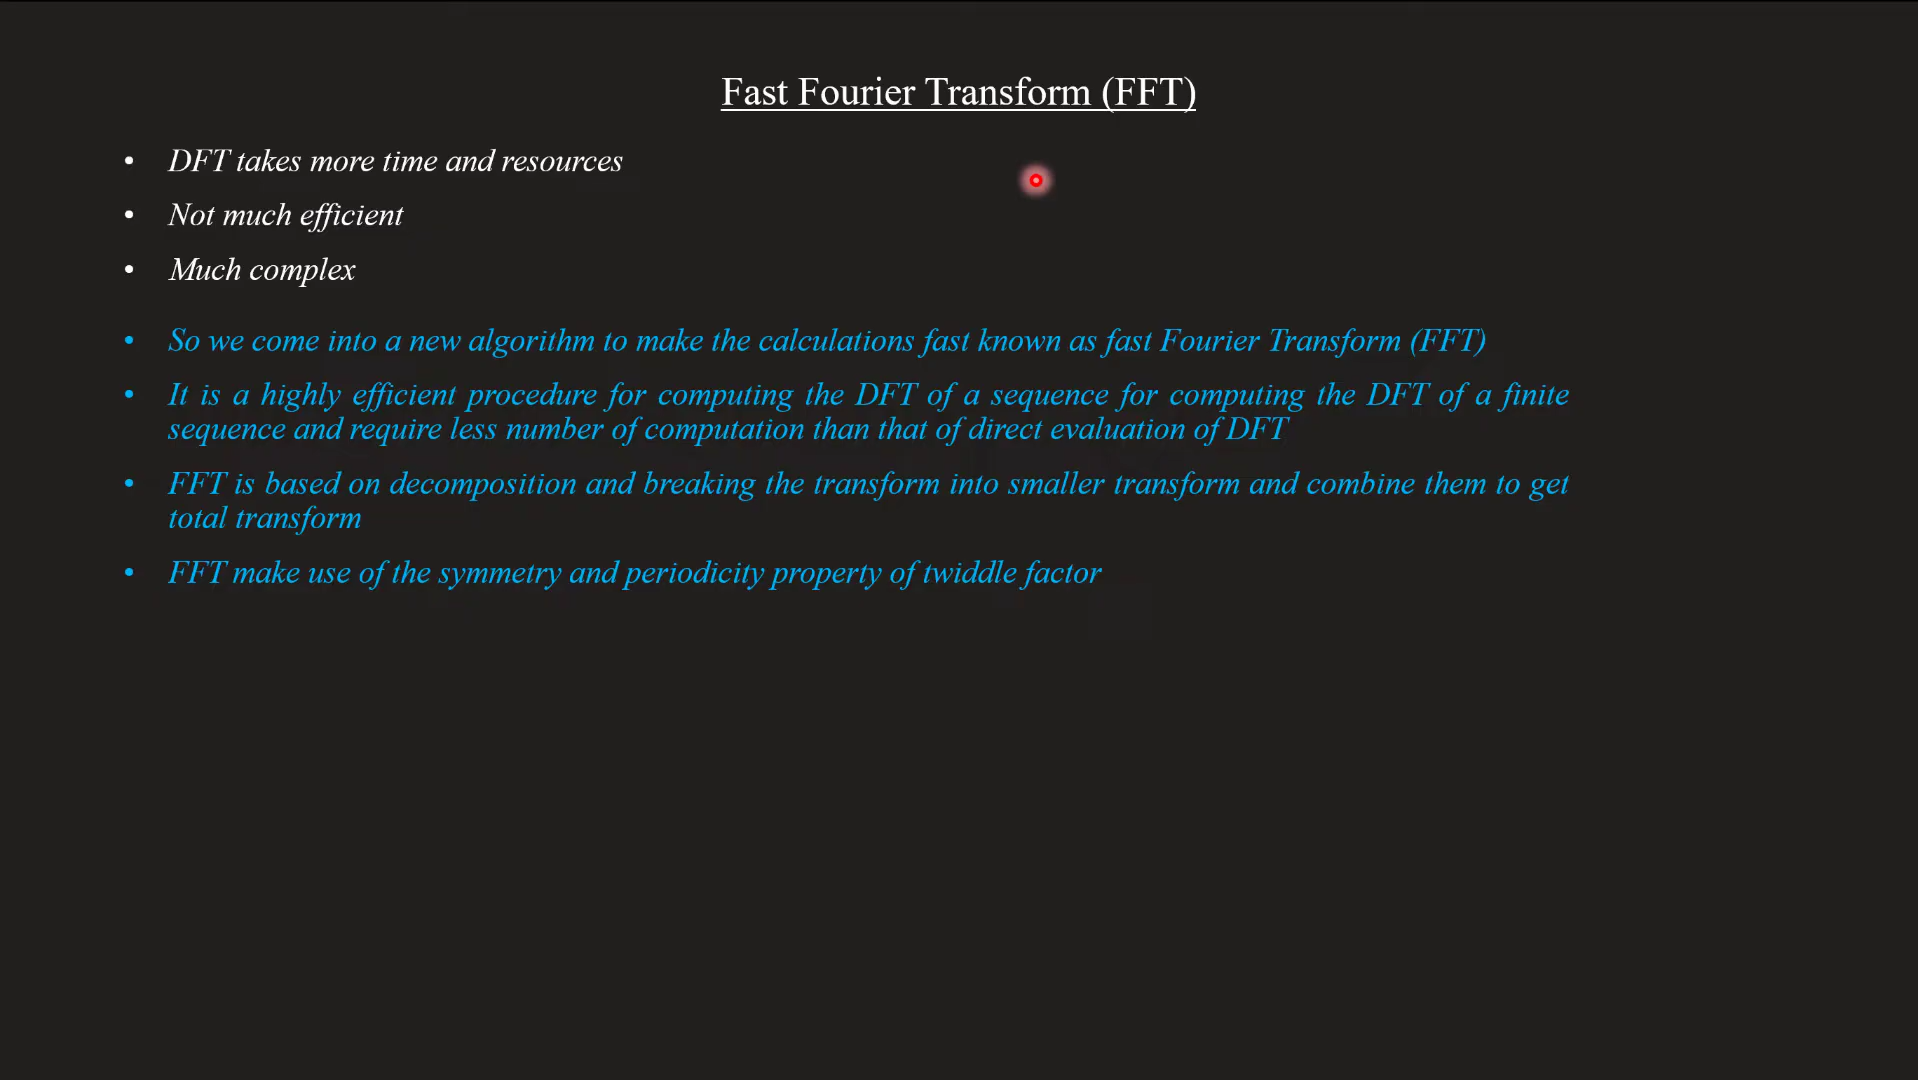 Fast Fourier Transform (FFT)
• DFT takes more time and resources
• Not much efficient
• Much complex
• So we come into a new algorithm to make the calculations fast known as fast Fourier Transform (FFT)
• It is a highly efficient procedure for computing the DFT of a sequence for computing the DFT of a finite
sequence and require less number of computation than that of direct evaluation of DFT
• FFT is based on decomposition and breaking the transform into smaller transform and combine them to get
total transform
• FFT make use of the symmetry and periodicity property of twiddle factor